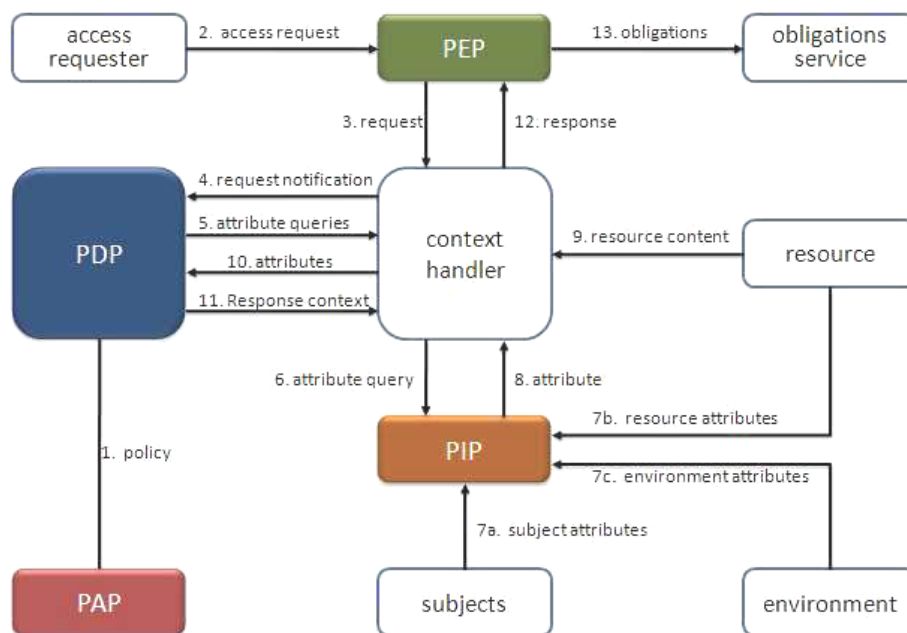 access
requester
2. access request
PEP
13. obligations
obligations
service
3. request
12. response
PDP
4. request notification
5. attribute queries
10. attributes
11. Response context
context
handler
9. resource content
resource
6. attribute query
8. attribute
7b. resource attributes
PIP
7c. environment attributes
1. policy
7a. subject attributes
PAP
subjects
environment